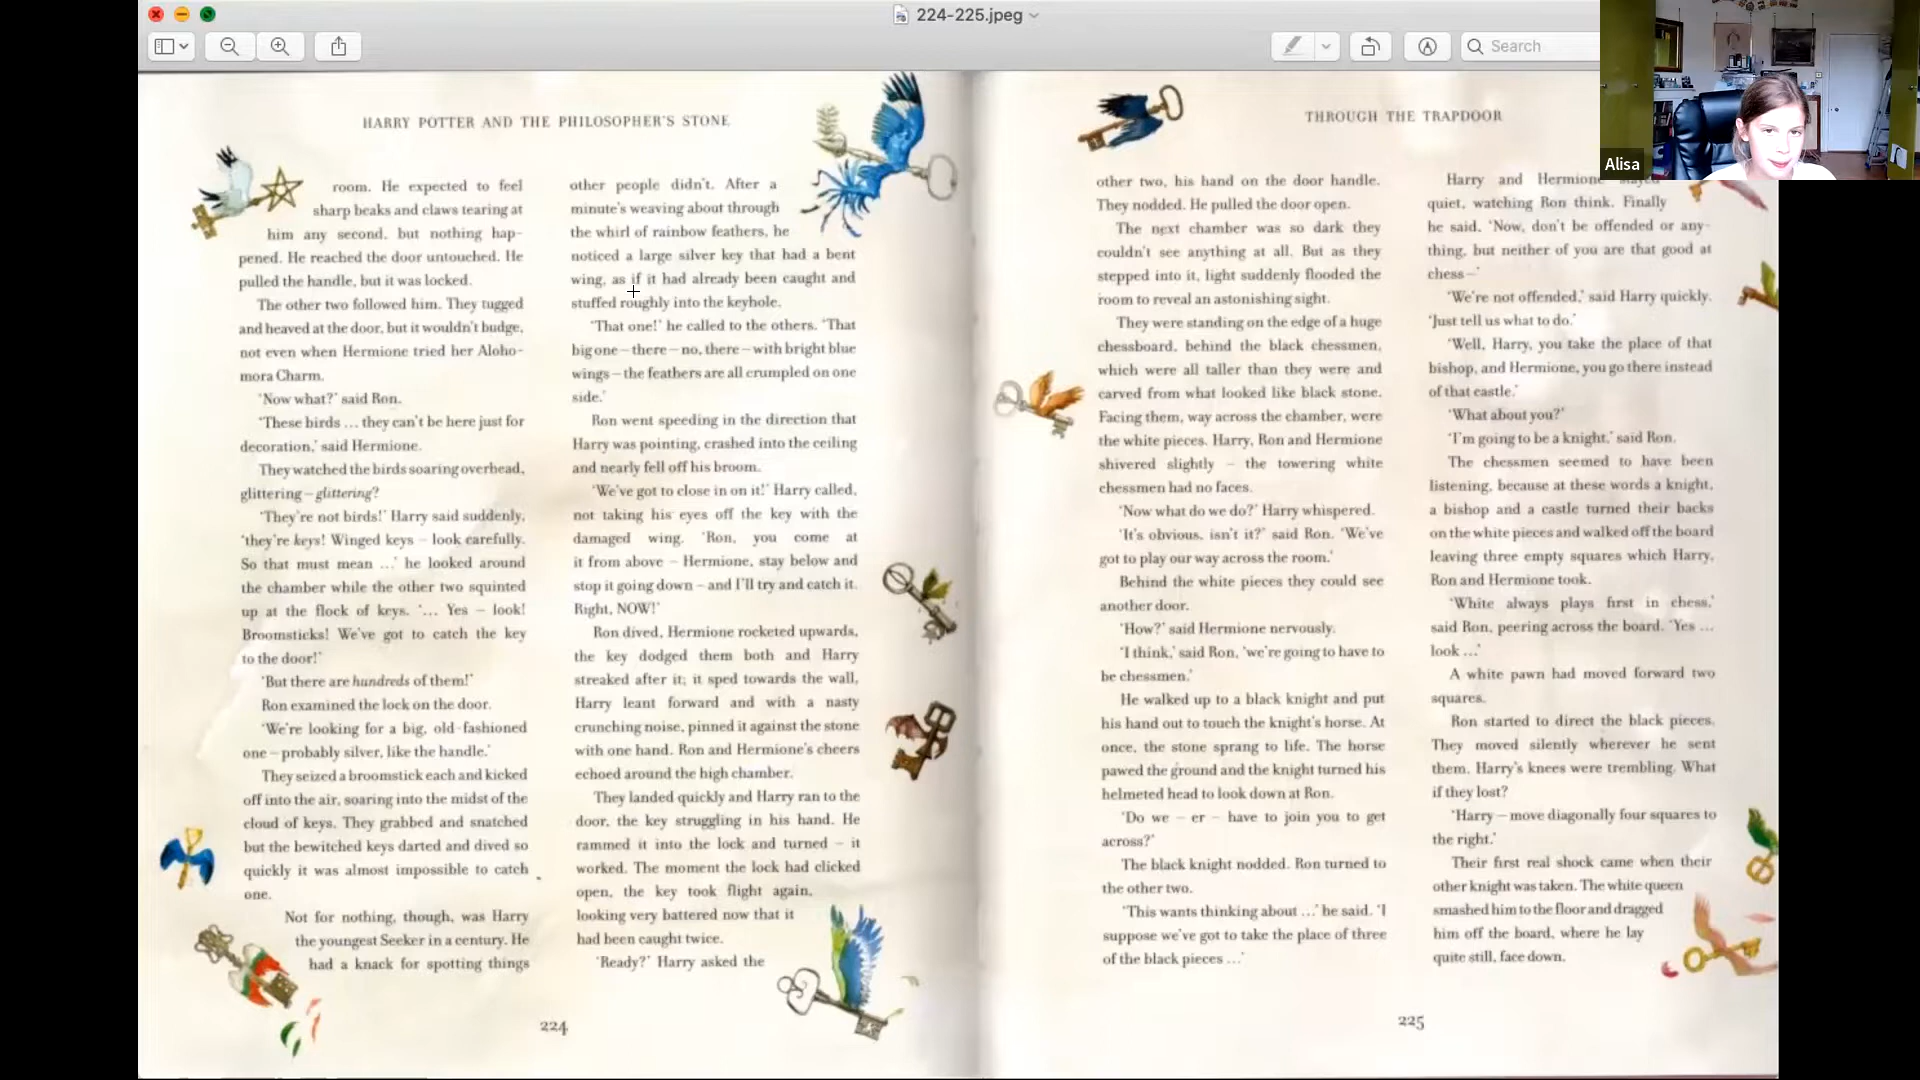 224-225.jpeg
Search
Alisa
HARRY POTTER AND THE PHILOSOPHER'S STONE
room. He expected to feel
sharp beaks and claws tearing at
him any second, but nothing hap-
pened. He reached the door untouched. He
pulled the handle, but it was locked.
The other two followed him. They tugged
and heaved at the door, but it wouldn't budge,
not even when Hermione tried her Aloho-
mora Charm.
'Now what?' said Ron.
'These birds ... they can't be here just for
decoration,' said Hermione.
They watched the birds soaring overhead,
glittering – glittering?
'They're not birds!' Harry said suddenly,
'they're keys! Winged keys – look carefully.
So that must mean ...' he looked around
the chamber while the other two squinted
up at the flock of keys. '... Yes – look!
Broomsticks! We've got to catch the key
to the door!'
'But there are hundreds of them!'
Ron examined the lock on the door.
'We're looking for a big, old-fashioned
one – probably silver, like the handle.'
They seized a broomstick each and kicked
off into the air, soaring into the midst of the
cloud of keys. They grabbed and snatched
but the bewitched keys darted and dived so
quickly it was almost impossible to catch
one.
Not for nothing, though, was Harry
the youngest Seeker in a century. He
had a knack for spotting things
other people didn't. After a
minute's weaving about through
the whirl of rainbow feathers, he
noticed a large silver key that had a bent
wing, as if it had already been caught and
stuffed roughly into the keyhole.
'That one!' he called to the others. 'That
big one – there – no, there – with bright blue
wings – the feathers are all crumpled on one
side.'
Ron went speeding in the direction that
Harry was pointing, crashed into the ceiling
and nearly fell off his broom.
'We've got to close in on it!' Harry called,
not taking his eyes off the key with the
damaged wing. 'Ron, you come at
it from above – Hermione, stay below and
stop it going down – and I'll try and catch it.
Right, NOW!'
Ron dived, Hermione rocketed upwards,
the key dodged them both and Harry
streaked after it; it sped towards the wall,
Harry leant forward and with a nasty
crunching noise, pinned it against the stone
with one hand. Ron and Hermione's cheers
echoed around the high chamber.
They landed quickly and Harry ran to the
door, the key struggling in his hand. He
rammed it into the lock and turned – it
worked. The moment the lock had clicked
open, the key took flight again,
looking very battered now that it
had been caught twice.
'Ready?' Harry asked the
224
THROUGH THE TRAPDOOR
other two, his hand on the door handle.
They nodded. He pulled the door open.
The next chamber was so dark they
couldn't see anything at all. But as they
stepped into it, light suddenly flooded the
room to reveal an astonishing sight.
They were standing on the edge of a huge
chessboard, behind the black chessmen,
which were all taller than they were and
carved from what looked like black stone.
Facing them, way across the chamber, were
the white pieces. Harry, Ron and Hermione
shivered slightly – the towering white
chessmen had no faces.
'Now what do we do?' Harry whispered.
'It's obvious, isn't it?' said Ron. 'We've
got to play our way across the room.'
Behind the white pieces they could see
another door.
'How?' said Hermione nervously.
'I think,' said Ron, 'we're going to have to
be chessmen.'
He walked up to a black knight and put
his hand out to touch the knight's horse. At
once, the stone sprang to life. The horse
pawed the ground and the knight turned his
helmeted head to look down at Ron.
'Do we – er – have to join you to get
across?'
The black knight nodded. Ron turned to
the other two.
'This wants thinking about ...' he said. 'I
suppose we've got to take the place of three
of the black pieces ...'
Harry and Hermione stayed
quiet, watching Ron think. Finally
he said, 'Now, don't be offended or any-
thing, but neither of you are that good at
chess –'
'We're not offended,' said Harry quickly.
'Just tell us what to do.'
'Well, Harry, you take the place of that
bishop, and Hermione, you go there instead
of that castle.'
'What about you?'
'I'm going to be a knight,' said Ron.
The chessmen seemed to have been
listening, because at these words a knight,
a bishop and a castle turned their backs
on the white pieces and walked off the board
leaving three empty squares which Harry,
Ron and Hermione took.
'White always plays first in chess,'
said Ron, peering across the board. 'Yes ...
look ...'
A white pawn had moved forward two
squares.
Ron started to direct the black pieces.
They moved silently wherever he sent
them. Harry's knees were trembling. What
if they lost?
'Harry – move diagonally four squares to
the right.'
Their first real shock came when their
other knight was taken. The white queen
smashed him to the floor and dragged
him off the board, where he lay
quite still, face down.
225